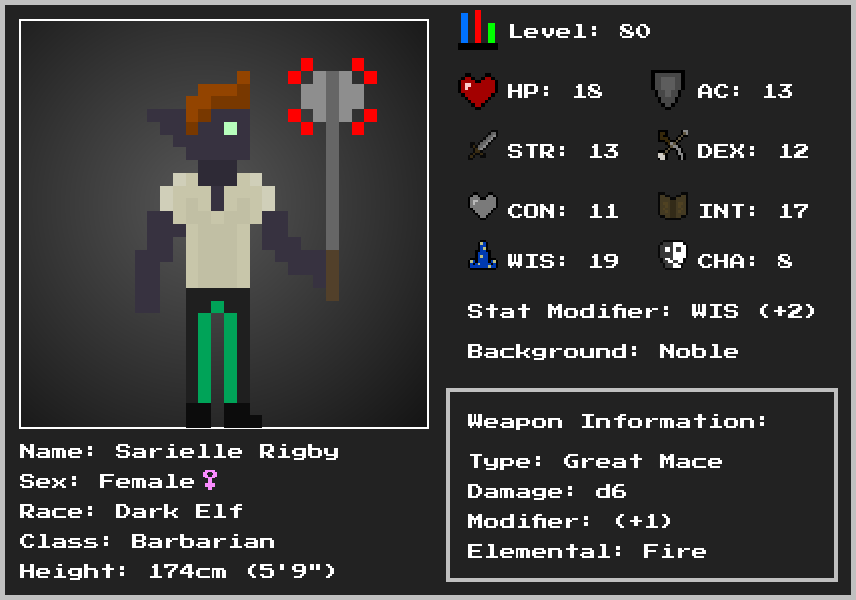 Level: 80
HP: 18
AC: 13
STR: 13
DEX: 12
CON: 11
INT: 17
WIS: 19
CHA: 8
Stat Modifier: WIS (+2)
Background: Noble
Weapon Information:
Type: Great Mace
Damage: d6
Modifier: (+1)
Elemental: Fire
Name: Sarielle Rigby
Sex: Female♀
Race: Dark Elf
Class: Barbarian
Height: 174cm (5'9")